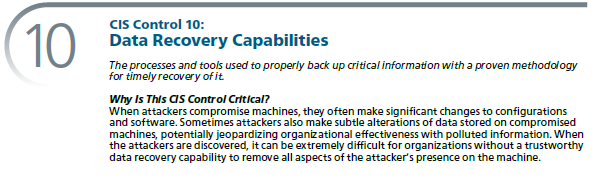 10
CIS Control 10:
Data Recovery Capabilities
The processes and tools used to properly back up critical information with a proven methodology
for timely recovery of it.
Why Is This CIS Control Critical?
When attackers compromise machines, they often make significant changes to configurations
and software. Sometimes attackers also make subtle alterations of data stored on compromised
machines, potentially jeopardizing organizational effectiveness with polluted information. When
the attackers are discovered, it can be extremely difficult for organizations without a trustworthy
data recovery capability to remove all aspects of the attacker's presence on the machine.